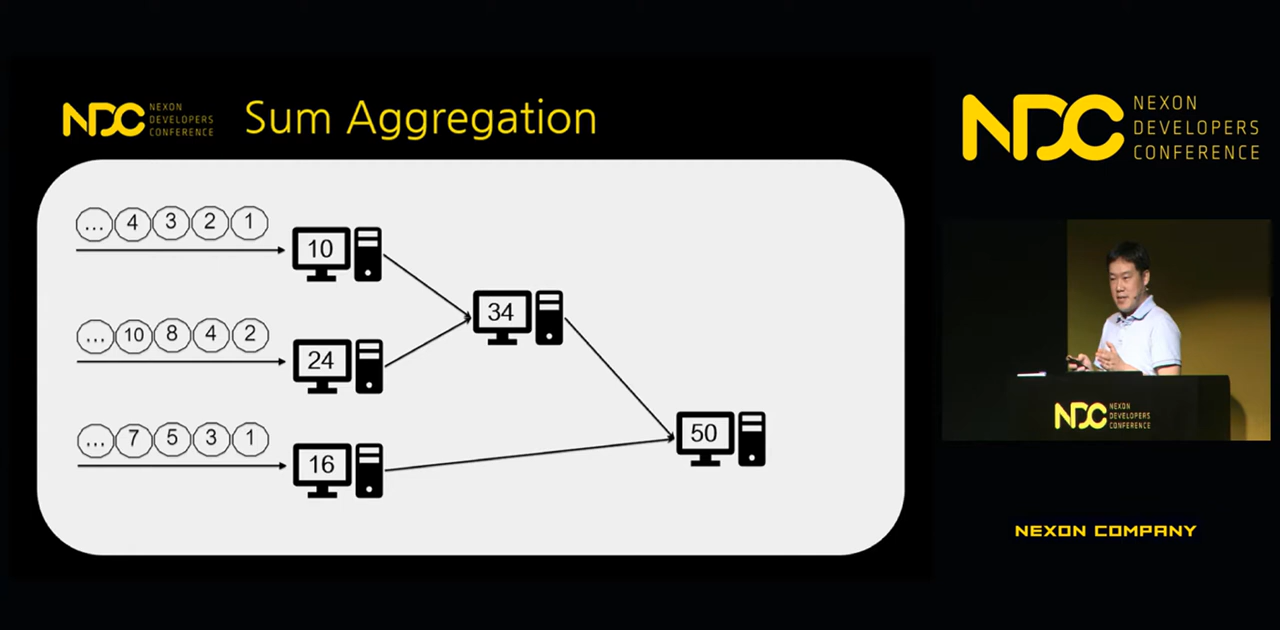 NDC NEXON
DEVELOPERS
CONFERENCE
Sum Aggregation
... 4 3 2 1
10
... 10 8 4 2
24
... 7 5 3 1
16
34
50
NDC NEXON
DEVELOPERS
CONFERENCE
NDC NEXON
DEVELOPERS
CONFERENCE
NEXON COMPANY